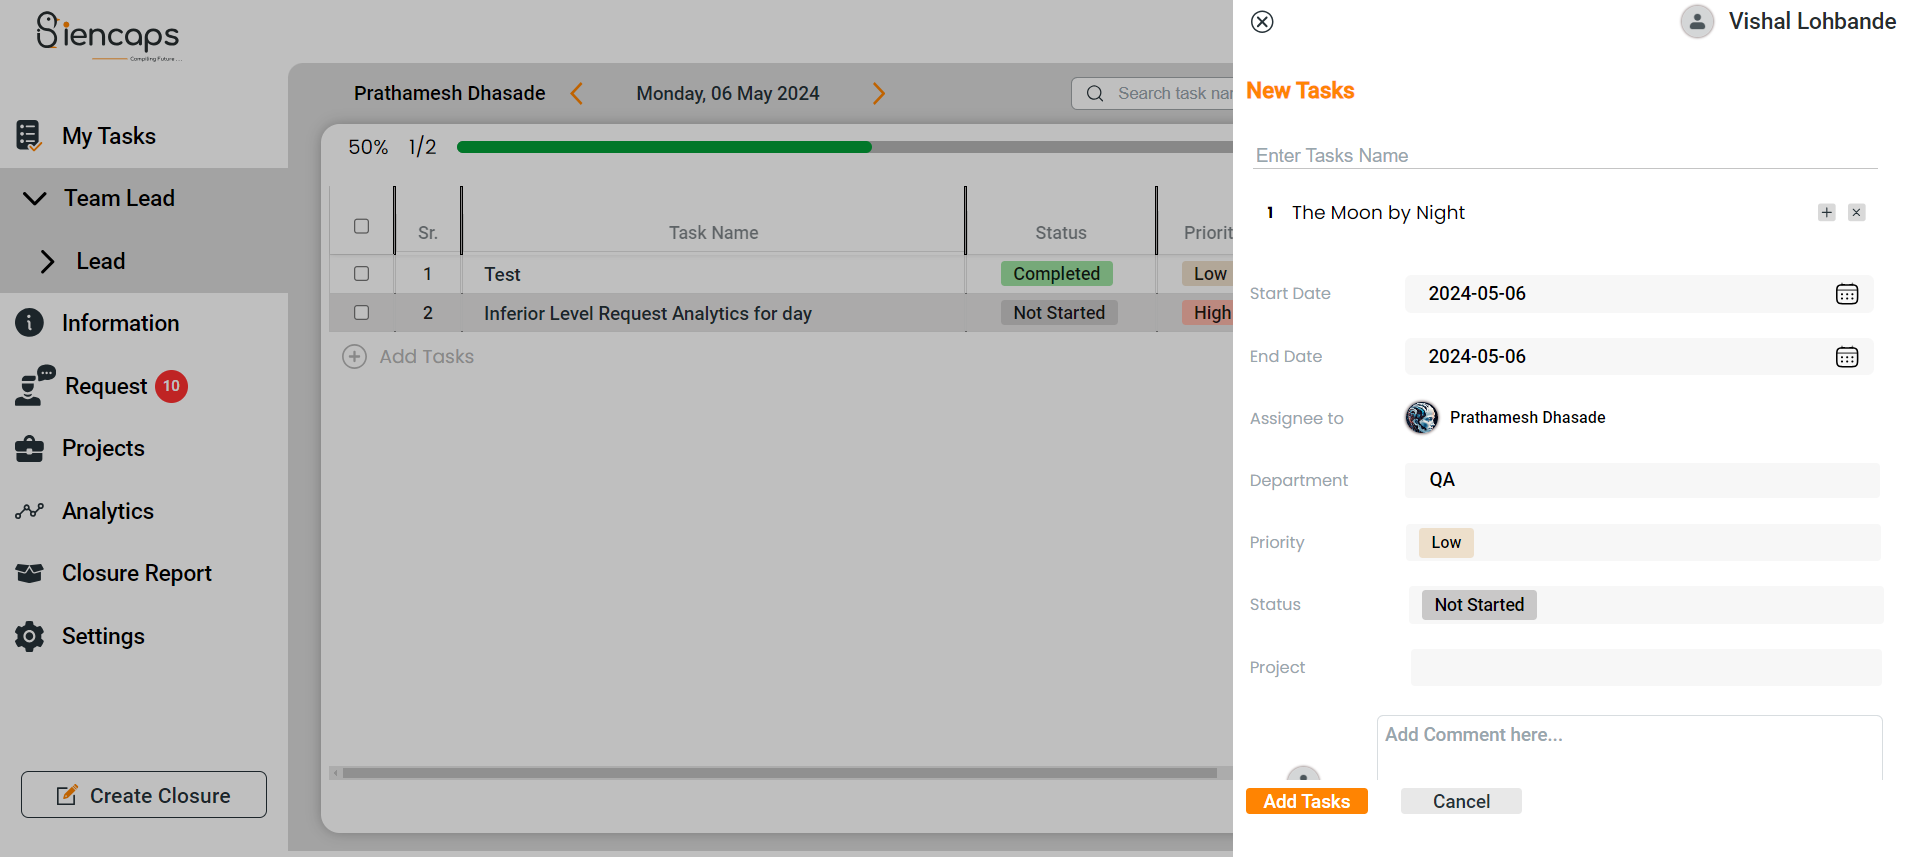 Siencaps
Compiling Future ...
My Tasks
Team Lead
Lead
Information
Request 10
Projects
Analytics
Closure Report
Settings
Create Closure
Prathamesh Dhasade
Monday, 06 May 2024
Search task
50% 1/2
Sr. Task Name Status
1 Test Completed Low
2 Inferior Level Request Analytics for day Not Started High
Add Tasks
Vishal Lohbande
New Tasks
Enter Tasks Name
1 The Moon by Night
Start Date 2024-05-06
End Date 2024-05-06
Assignee to Prathamesh Dhasade
Department QA
Priority Low
Status Not Started
Project
Add Comment here...
Add Tasks Cancel